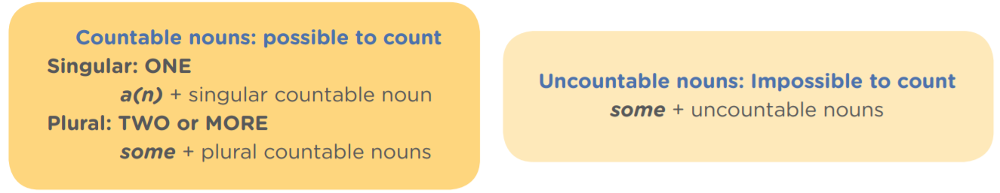 Countable nouns: possible to count
Singular: ONE
a(n) + singular countable noun
Plural: TWO or MORE
some + plural countable nouns
Uncountable nouns: Impossible to count
some + uncountable nouns